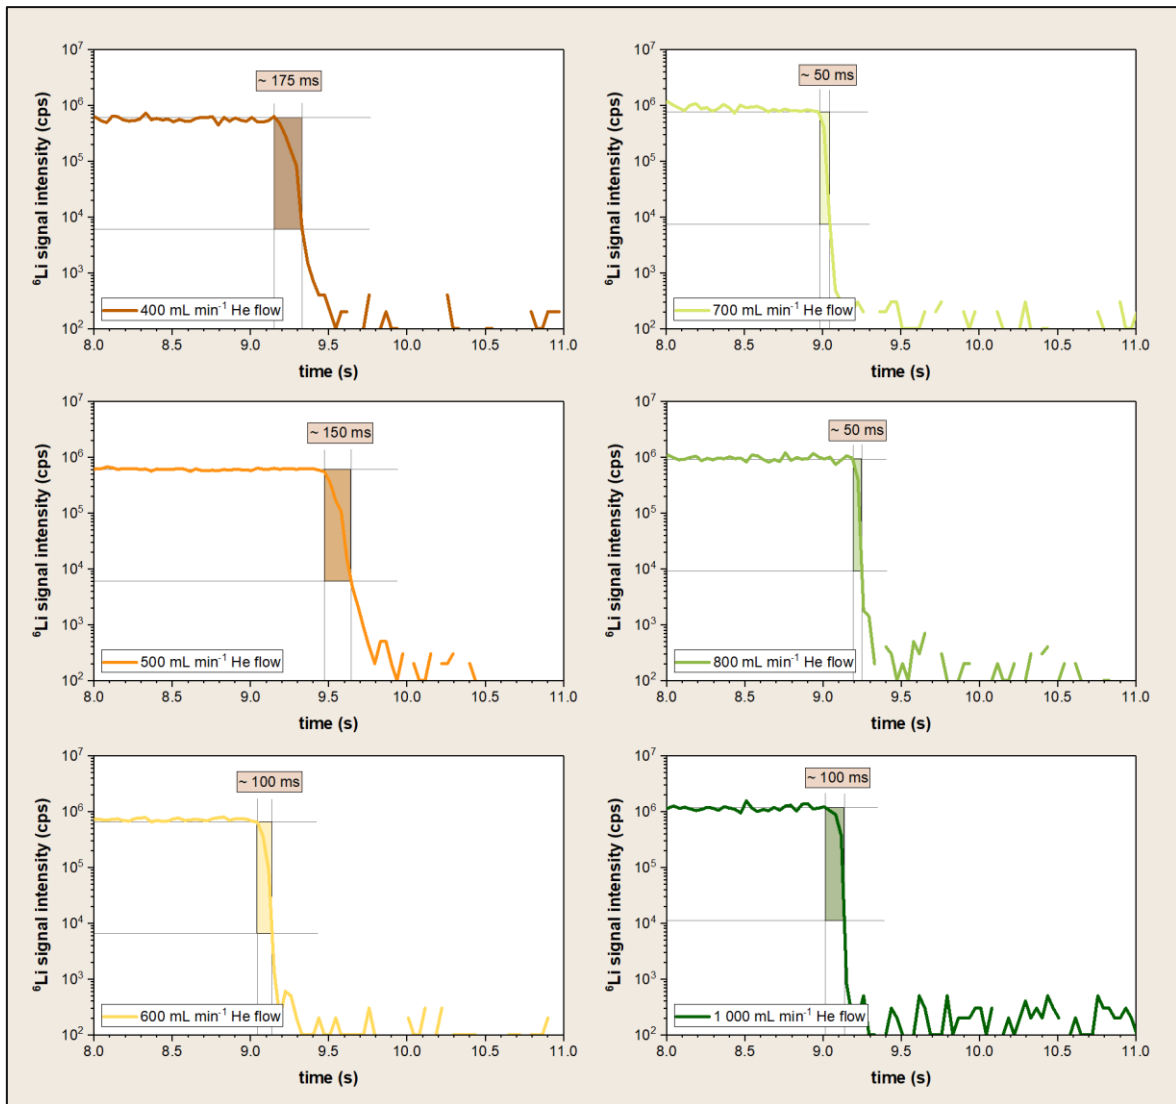 ~ 175 ms
⁶Li signal intensity (cps)
10⁷
10⁶
10⁵
10⁴
10³
10²
400 mL min⁻¹ He flow
8.0 8.5 9.0 9.5 10.0 10.5 11.0
time (s)
~ 50 ms
⁶Li signal intensity (cps)
10⁷
10⁶
10⁵
10⁴
10³
10²
700 mL min⁻¹ He flow
8.0 8.5 9.0 9.5 10.0 10.5 11.0
time (s)
~ 150 ms
⁶Li signal intensity (cps)
10⁷
10⁶
10⁵
10⁴
10³
10²
500 mL min⁻¹ He flow
8.0 8.5 9.0 9.5 10.0 10.5 11.0
time (s)
~ 50 ms
⁶Li signal intensity (cps)
10⁷
10⁶
10⁵
10⁴
10³
10²
800 mL min⁻¹ He flow
8.0 8.5 9.0 9.5 10.0 10.5 11.0
time (s)
~ 100 ms
⁶Li signal intensity (cps)
10⁷
10⁶
10⁵
10⁴
10³
10²
600 mL min⁻¹ He flow
8.0 8.5 9.0 9.5 10.0 10.5 11.0
time (s)
~ 100 ms
⁶Li signal intensity (cps)
10⁷
10⁶
10⁵
10⁴
10³
10²
1 000 mL min⁻¹ He flow
8.0 8.5 9.0 9.5 10.0 10.5 11.0
time (s)